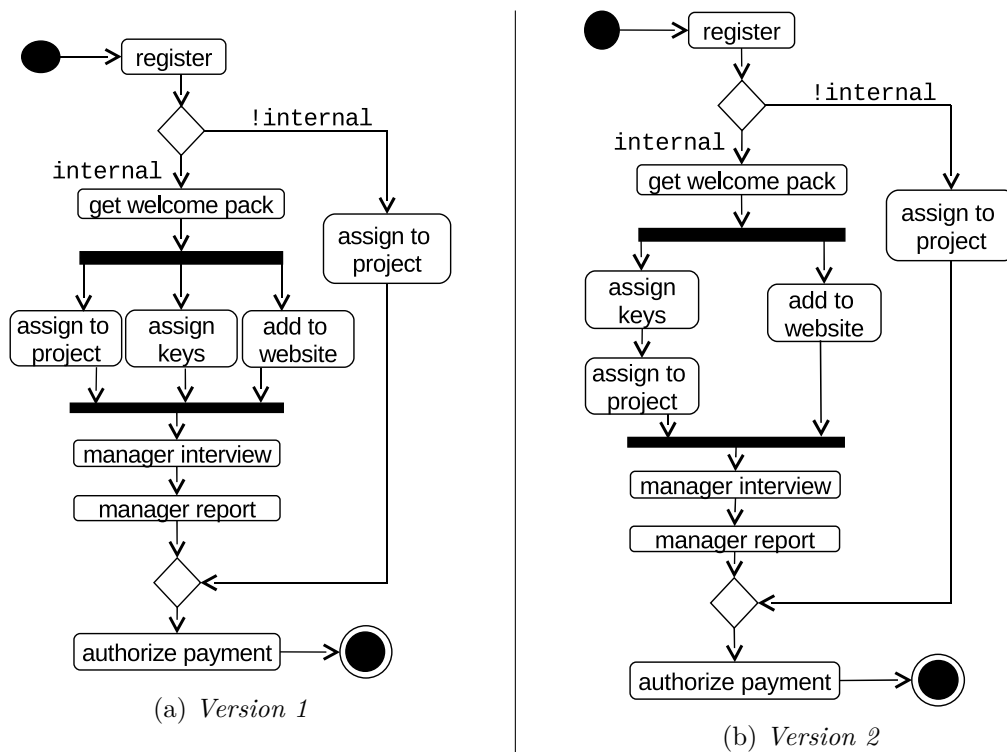 register
!internal
internal
get welcome pack
assign to
project
assign to
project
assign
keys
add to
website
manager interview
manager report
authorize payment
(a) Version 1
register
!internal
internal
get welcome pack
assign to
project
assign
keys
add to
website
assign to
project
manager interview
manager report
authorize payment
(b) Version 2